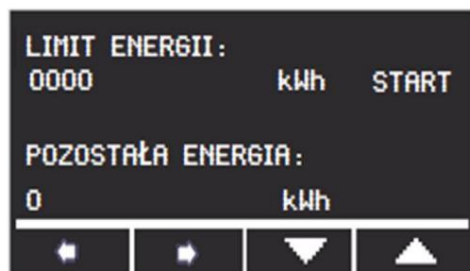 LIMIT ENERGII:
0000 kWh START
POZOSTAŁA ENERGIA:
0 kWh